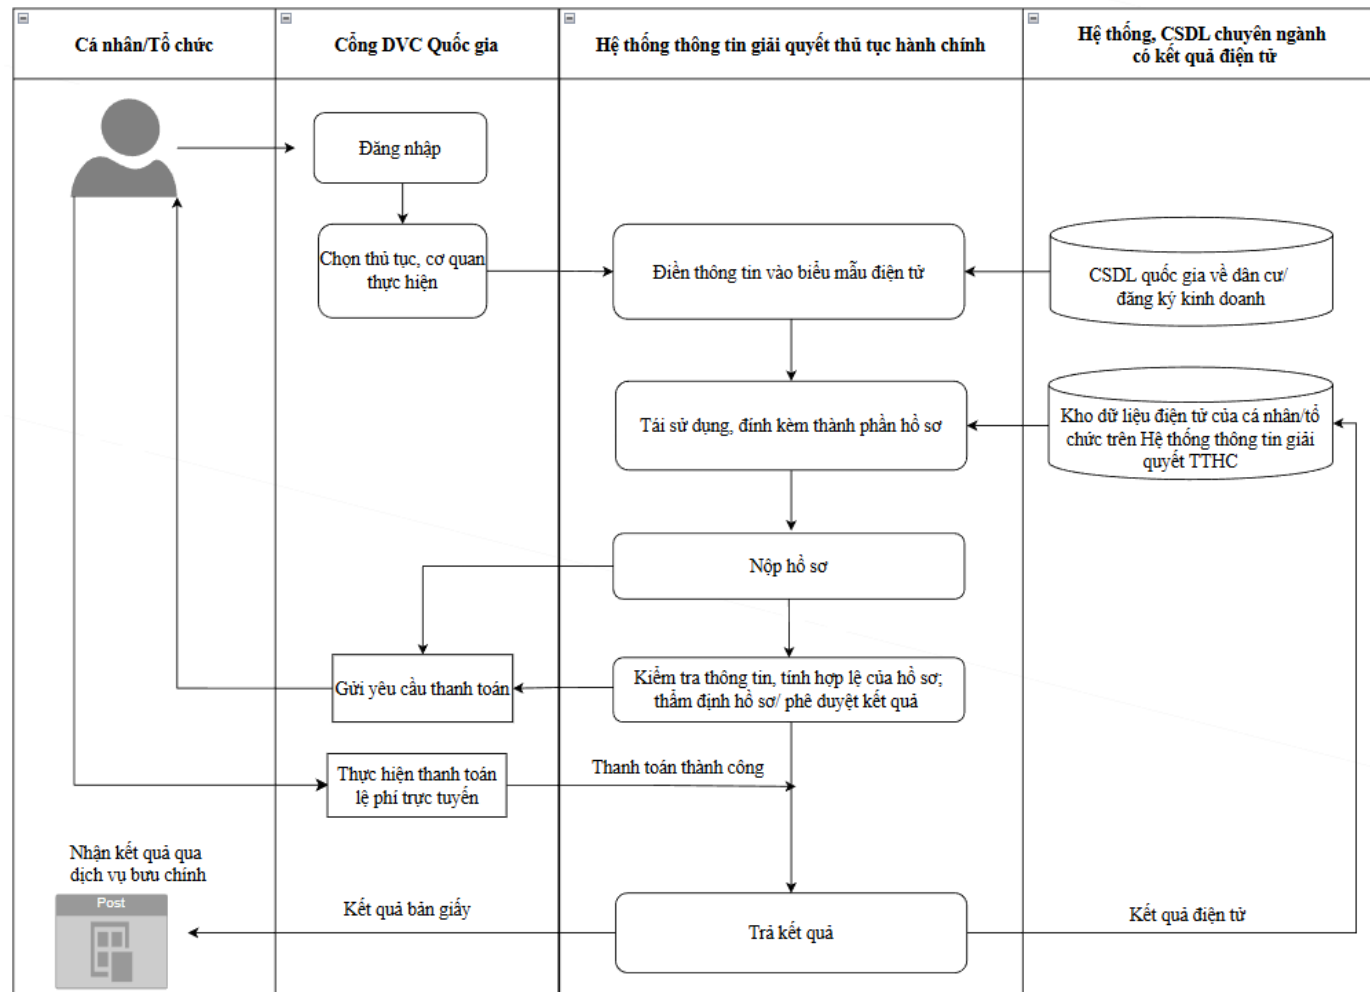 Cá nhân/Tổ chức
Cổng DVC Quốc gia
Hệ thống thông tin giải quyết thủ tục hành chính
Hệ thống, CSDL chuyên ngành
có kết quả điện tử
Đăng nhập
Chọn thủ tục, cơ quan
thực hiện
Điền thông tin vào biểu mẫu điện tử
CSDL quốc gia về dân cư/
đăng ký kinh doanh
Tái sử dụng, đính kèm thành phần hồ sơ
Kho dữ liệu điện tử của cá nhân/tổ
chức trên Hệ thống thông tin giải
quyết TTHC
Nộp hồ sơ
Gửi yêu cầu thanh toán
Kiểm tra thông tin, tính hợp lệ của hồ sơ;
thẩm định hồ sơ/ phê duyệt kết quả
Thực hiện thanh toán
lệ phí trực tuyến
Thanh toán thành công
Nhận kết quả qua
dịch vụ bưu chính
Post
Kết quả bản giấy
Trả kết quả
Kết quả điện tử